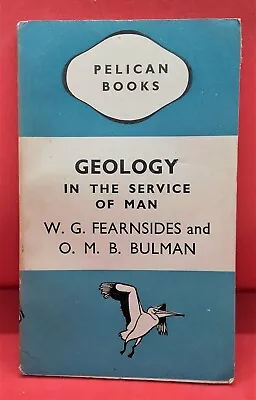 PELICAN
BOOKS
GEOLOGY
IN THE SERVICE
OF MAN
W. G. FEARNSIDES and
O. M. B. BULMAN